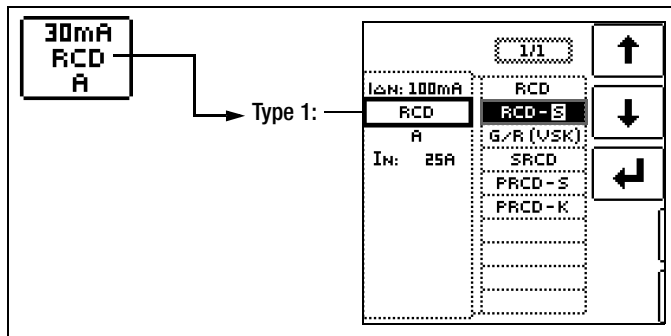 30mA
RCD
A
Type 1:
1/1
I∆N: 100mA
RCD
A
IN: 25A
RCD
RCD-S
G/R (VSK)
SRCD
PRCD-S
PRCD-K